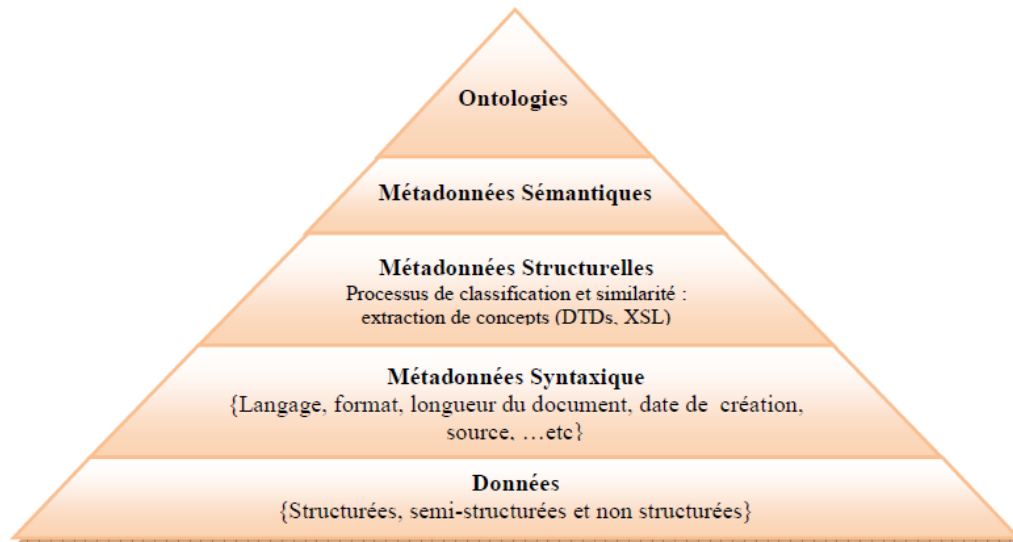 Ontologies
Métadonnées Sémantiques
Métadonnées Structurelles
Processus de classification et similarité :
extraction de concepts (DTDs, XSL)
Métadonnées Syntaxique
{Langage, format, longueur du document, date de création,
source, …etc}
Données
{Structurées, semi-structurées et non structurées}